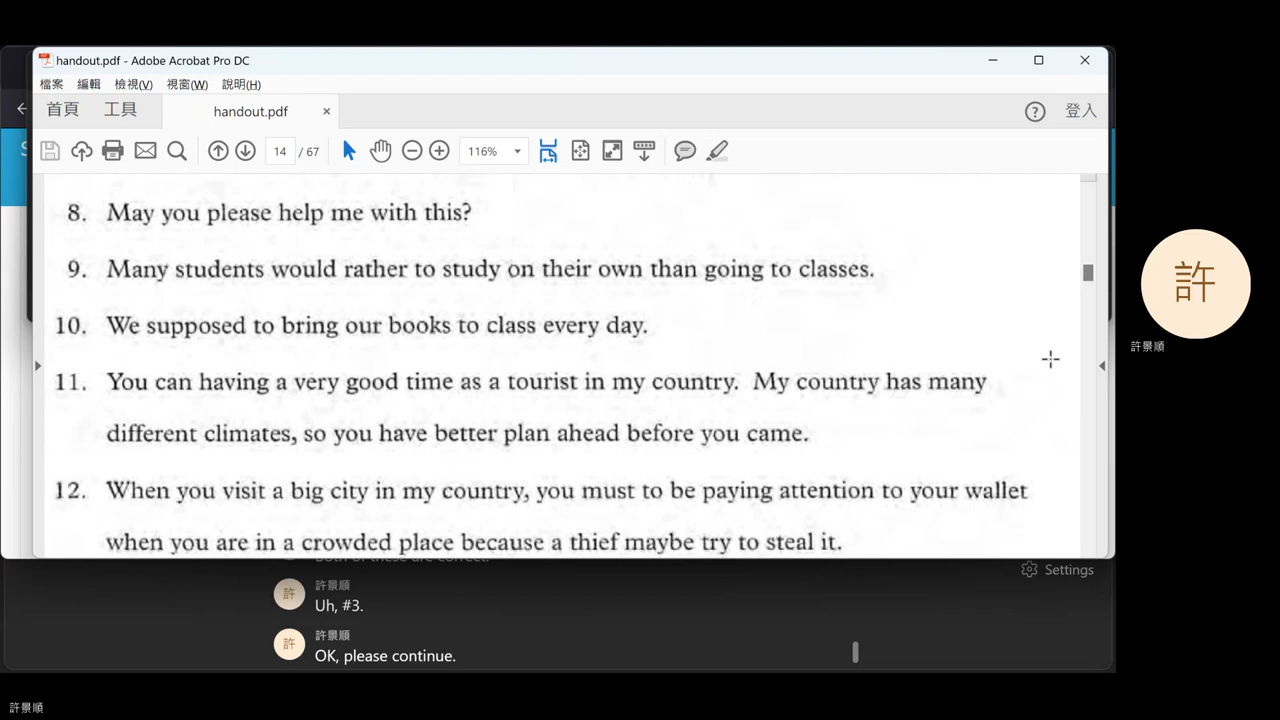 handout.pdf - Adobe Acrobat Pro DC
檔案 編輯 檢視(V) 視窗(W) 說明(H)
首頁 工具 handout.pdf × 登入
14 / 67 116%
8. May you please help me with this?
9. Many students would rather to study on their own than going to classes.
10. We supposed to bring our books to class every day.
11. You can having a very good time as a tourist in my country. My country has many
different climates, so you have better plan ahead before you came.
12. When you visit a big city in my country, you must to be paying attention to your wallet
when you are in a crowded place because a thief maybe try to steal it.
許
許景順
Settings
許 許景順
Uh, #3.
許 許景順
OK, please continue.
許景順